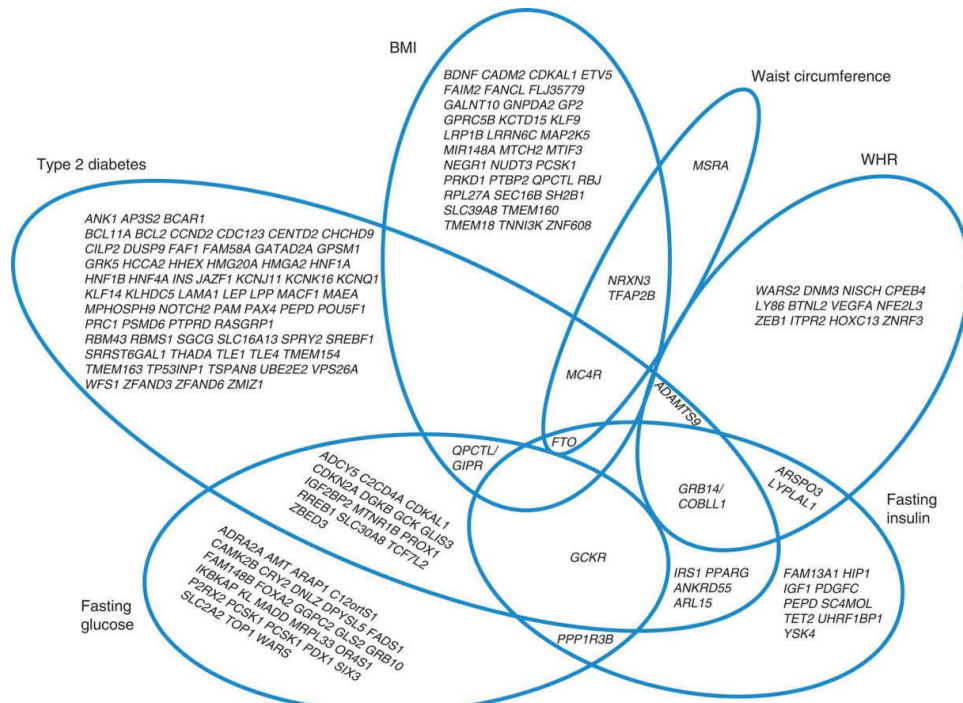 BMI
BDNF CADM2 CDKAL1 ETV5
FAIM2 FANCL FLJ35779
GALNT10 GNPDA2 GP2
GPRC5B KCTD15 KLF9
LRP1B LRRN6C MAP2K5
MIR148A MTCH2 MTIF3
NEGR1 NUDT3 PCSK1
PRKD1 PTBP2 QPCTL RBJ
RPL27A SEC16B SH2B1
SLC39A8 TMEM160
TMEM18 TNNI3K ZNF608
Waist circumference
MSRA
WHR
Type 2 diabetes
ANK1 AP3S2 BCAR1
BCL11A BCL2 CCND2 CDC123 CENTD2 CHCHD9
CILP2 DUSP9 FAF1 FAM58A GATAD2A GPSM1
GRK5 HCCA2 HHEX HMG20A HMGA2 HNF1A
HNF1B HNF4A INS JAZF1 KCNJ11 KCNK16 KCNQ1
KLF14 KLHDC5 LAMA1 LEP LPP MACF1 MAEA
MPHOSPH9 NOTCH2 PAM PAX4 PEPD POU5F1
PRC1 PSMD6 PTPRD RASGRP1
RBM43 RBMS1 SGCG SLC16A13 SPRY2 SREBF1
SRRST6GAL1 THADA TLE1 TLE4 TMEM154
TMEM163 TP53INP1 TSPAN8 UBE2E2 VPS26A
WFS1 ZFAND3 ZFAND6 ZMIZ1
NRXN3
TFAP2B
WARS2 DNM3 NISCH CPEB4
LY86 BTNL2 VEGFA NFE2L3
ZEB1 ITPR2 HOXC13 ZNRF3
MC4R
ADAMTS9
FTO
QPCTL/
GIPR
ADCY5 C2CD4A CDKAL1
CDKN2A DGKB GCK GLIS3
IGF2BP2 MTNR1B PROX1
RREB1 SLC30A8 TCF7L2
ZBED3
GRB14/
COBLL1
ARSPO3
LYPLAL1
Fasting
insulin
GCKR
IRS1 PPARG
ANKRD55
ARL15
FAM13A1 HIP1
IGF1 PDGFC
PEPD SC4MOL
TET2 UHRF1BP1
YSK4
Fasting
glucose
ADRA2A AMT ARAP1 C12ortS1
CAMK2B CRY2 DNLZ DPYSL5 FADS1
FAM148B FOXA2 GGPC2 GLS2 GRB10
IKBKAP KL MADD MRPL33 OR4S1
P2RX2 PCSK1 PCSK1 PDX1 SIX3
SLC2A2 TOP1 WARS
PPP1R3B